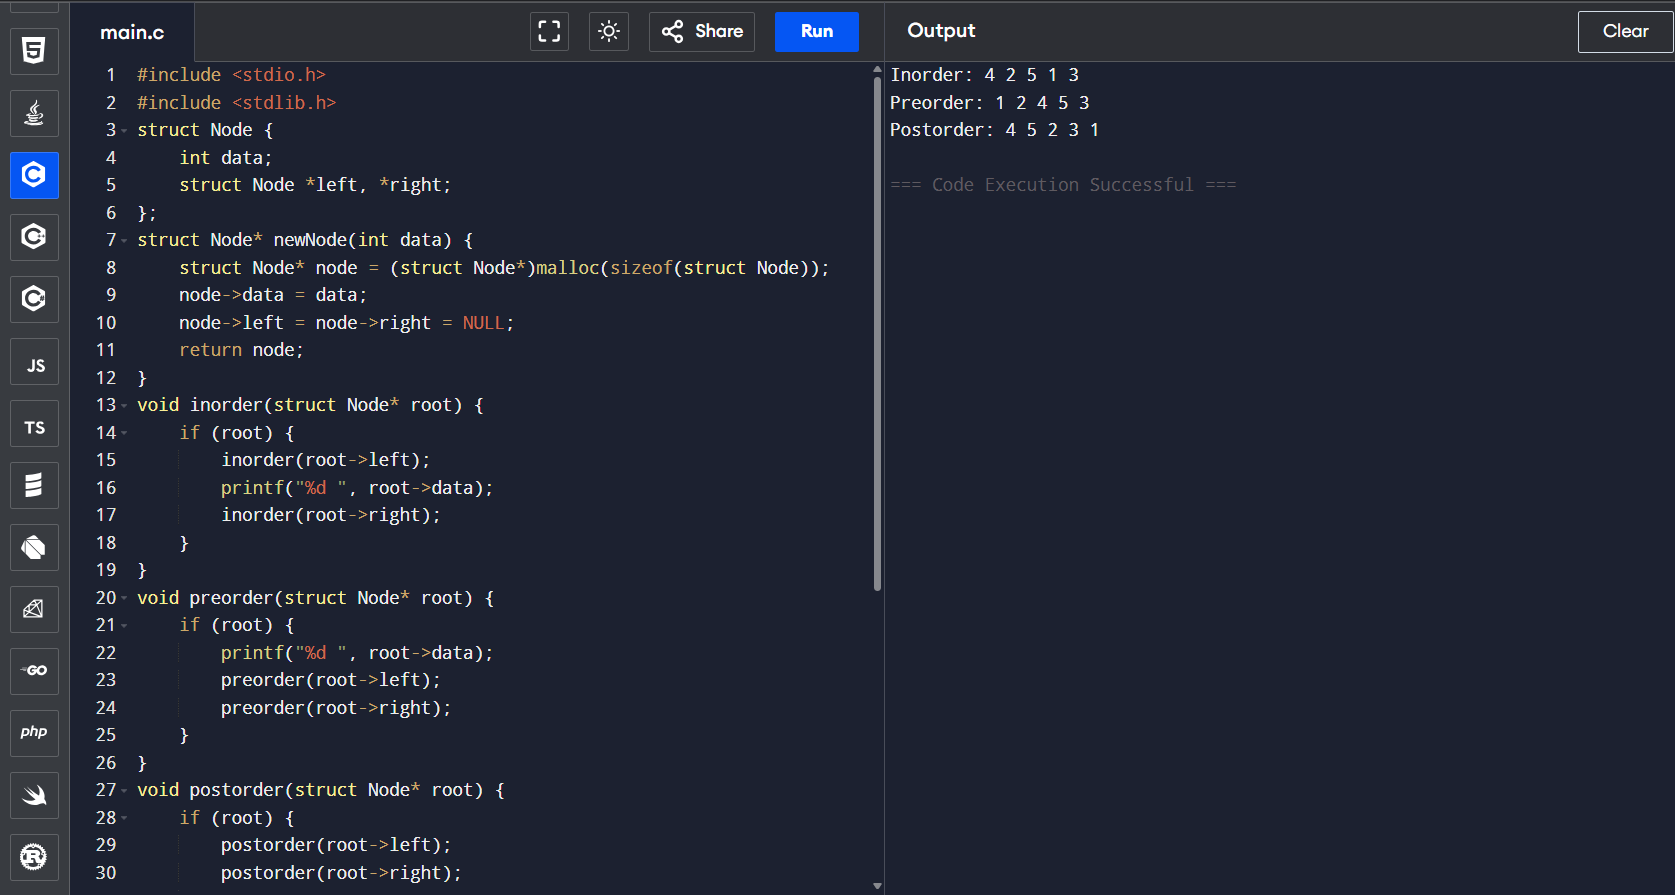 main.c
Share
Run
Output
Clear
JS
TS
GO
php
1 #include <stdio.h>
2 #include <stdlib.h>
3 struct Node {
4     int data;
5     struct Node *left, *right;
6 };
7 struct Node* newNode(int data) {
8     struct Node* node = (struct Node*)malloc(sizeof(struct Node));
9     node->data = data;
10     node->left = node->right = NULL;
11     return node;
12 }
13 void inorder(struct Node* root) {
14     if (root) {
15         inorder(root->left);
16         printf("%d ", root->data);
17         inorder(root->right);
18     }
19 }
20 void preorder(struct Node* root) {
21     if (root) {
22         printf("%d ", root->data);
23         preorder(root->left);
24         preorder(root->right);
25     }
26 }
27 void postorder(struct Node* root) {
28     if (root) {
29         postorder(root->left);
30         postorder(root->right);
Inorder: 4 2 5 1 3
Preorder: 1 2 4 5 3
Postorder: 4 5 2 3 1
=== Code Execution Successful ===